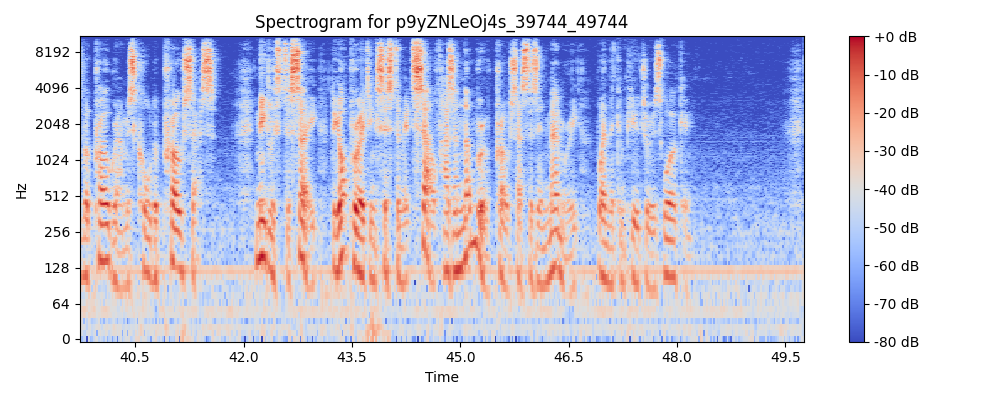 Spectrogram for p9yZNLeOj4s_39744_49744
Hz
8192
4096
2048
1024
512
256
128
64
0
40.5 42.0 43.5 45.0 46.5 48.0 49.5
Time
+0 dB
-10 dB
-20 dB
-30 dB
-40 dB
-50 dB
-60 dB
-70 dB
-80 dB